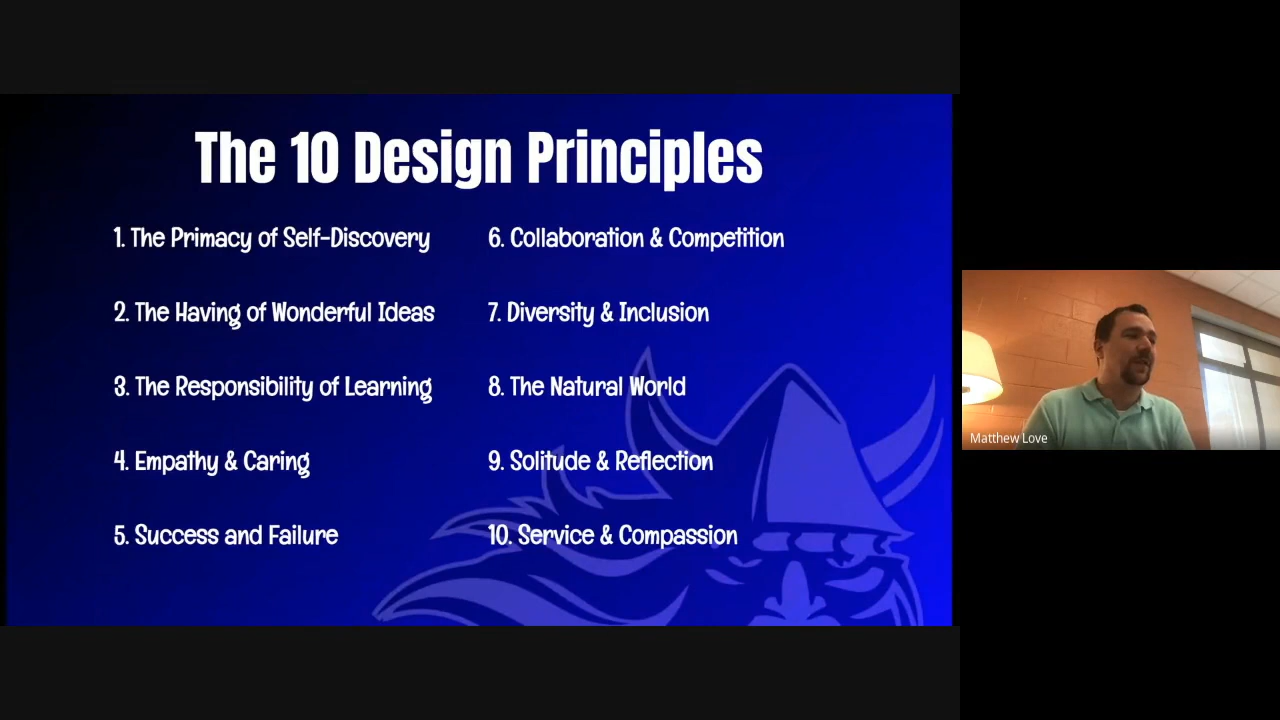 The 10 Design Principles
1. The Primacy of Self-Discovery
2. The Having of Wonderful Ideas
3. The Responsibility of Learning
4. Empathy & Caring
5. Success and Failure
6. Collaboration & Competition
7. Diversity & Inclusion
8. The Natural World
9. Solitude & Reflection
10. Service & Compassion
Matthew Love